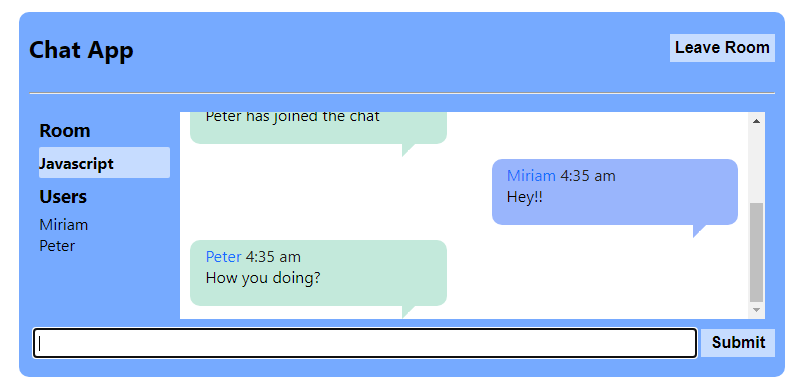 Chat App
Leave Room
Room
Javascript
Users
Miriam
Peter
Peter has joined the chat
Miriam 4:35 am
Hey!!
Peter 4:35 am
How you doing?
Submit